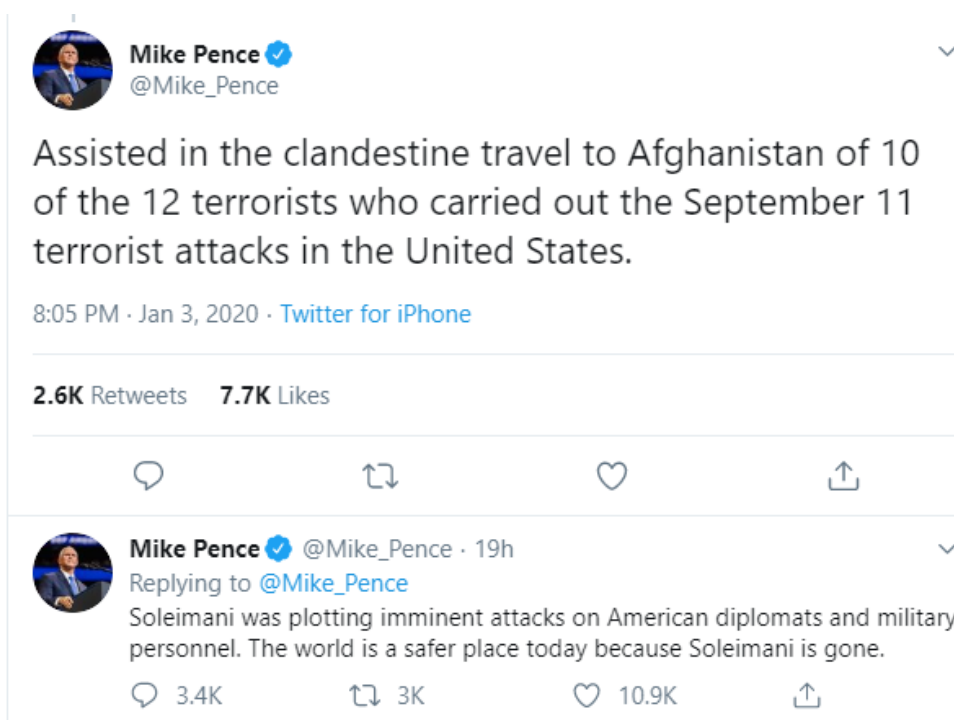 Mike Pence
@Mike_Pence
Assisted in the clandestine travel to Afghanistan of 10
of the 12 terrorists who carried out the September 11
terrorist attacks in the United States.
8:05 PM · Jan 3, 2020 · Twitter for iPhone
2.6K Retweets 7.7K Likes
Mike Pence @Mike_Pence · 19h
Replying to @Mike_Pence
Soleimani was plotting imminent attacks on American diplomats and military
personnel. The world is a safer place today because Soleimani is gone.
3.4K 3K 10.9K